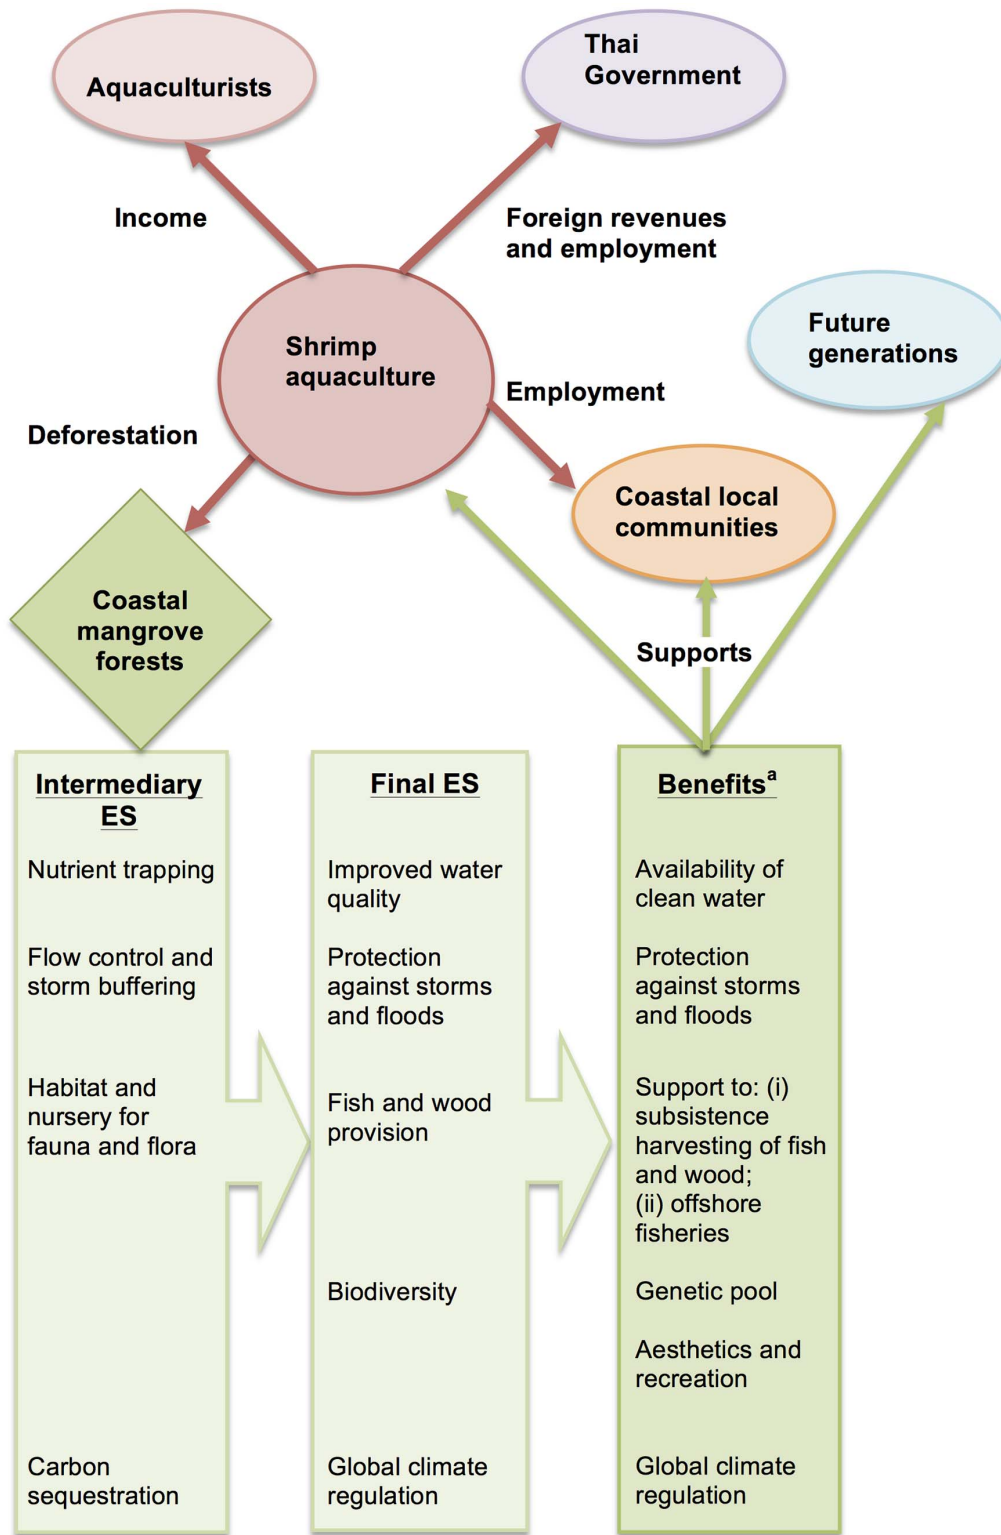 Aquaculturists
Thai
Government
Income
Foreign revenues
and employment
Shrimp
aquaculture
Future
generations
Employment
Deforestation
Coastal local
communities
Coastal
mangrove
forests
Supports
Intermediary
ES
Nutrient trapping
Flow control and
storm buffering
Habitat and
nursery for
fauna and flora
Carbon
sequestration
Final ES
Improved water
quality
Protection
against storms
and floods
Fish and wood
provision
Biodiversity
Global climate
regulation
Benefitsᵃ
Availability of
clean water
Protection
against storms
and floods
Support to: (i)
subsistence
harvesting of fish
and wood;
(ii) offshore
fisheries
Genetic pool
Aesthetics and
recreation
Global climate
regulation